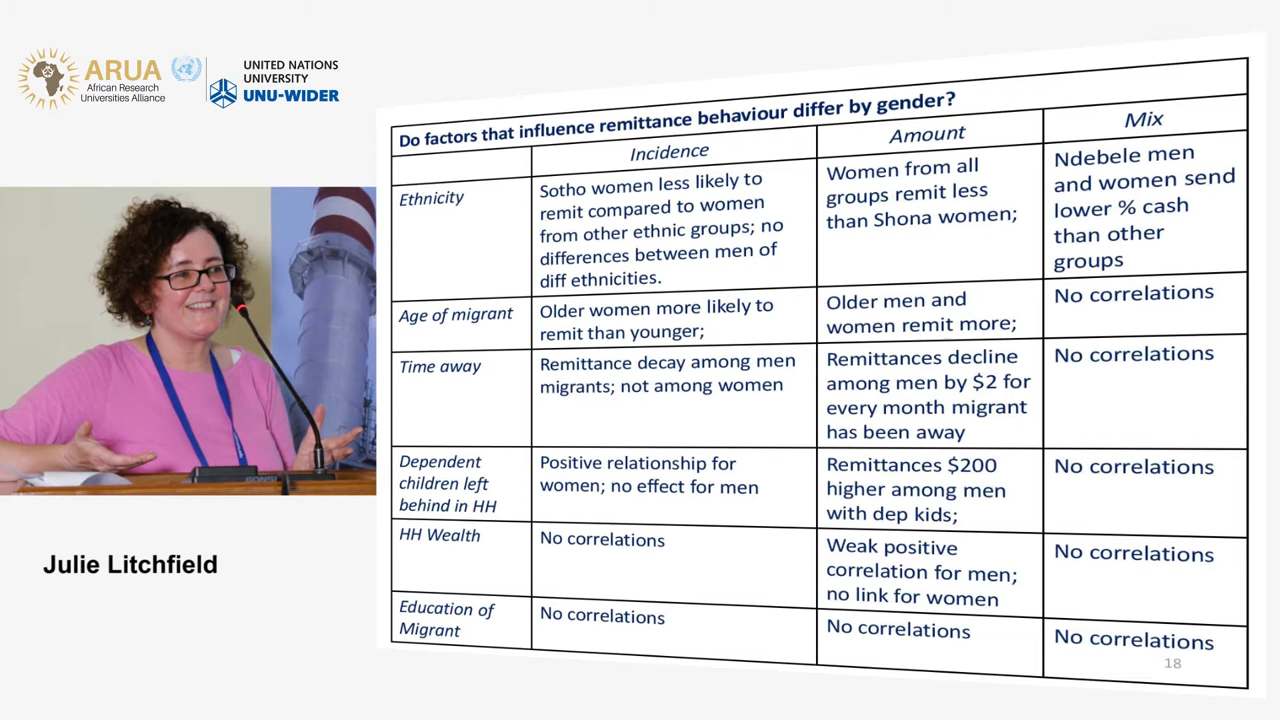 ARUA
African Research
Universities Alliance
UNITED NATIONS
UNIVERSITY
UNU-WIDER
Julie Litchfield
Do factors that influence remittance behaviour differ by gender?
Incidence
Amount
Mix
Ethnicity
Sotho women less likely to
remit compared to women
from other ethnic groups; no
differences between men of
diff ethnicities.
Women from all
groups remit less
than Shona women;
Ndebele men
and women send
lower % cash
than other
groups
Age of migrant
Older women more likely to
remit than younger;
Older men and
women remit more;
No correlations
Time away
Remittance decay among men
migrants; not among women
Remittances decline
among men by $2 for
every month migrant
has been away
No correlations
Dependent
children left
behind in HH
Positive relationship for
women; no effect for men
Remittances $200
higher among men
with dep kids;
No correlations
HH Wealth
No correlations
Weak positive
correlation for men;
no link for women
No correlations
Education of
Migrant
No correlations
No correlations
No correlations
18